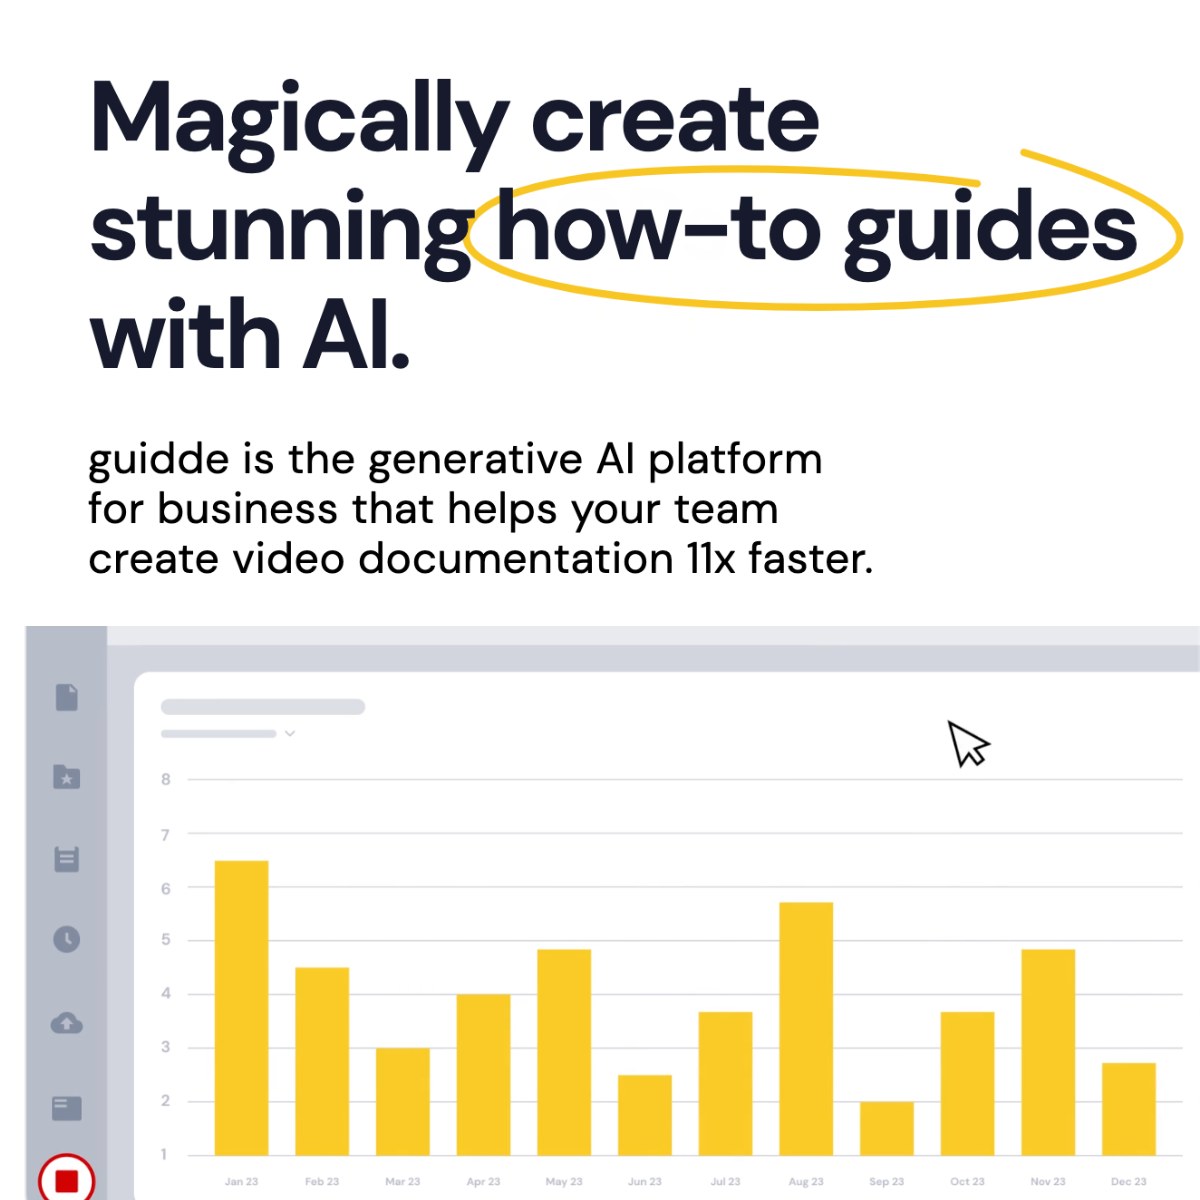 Magically create
stunning how-to guides
with AI.
guidde is the generative AI platform
for business that helps your team
create video documentation 11x faster.
8
7
6
5
4
3
2
1
Jan 23 Feb 23 Mar 23 Apr 23 May 23 Jun 23 Jul 23 Aug 23 Sep 23 Oct 23 Nov 23 Dec 23